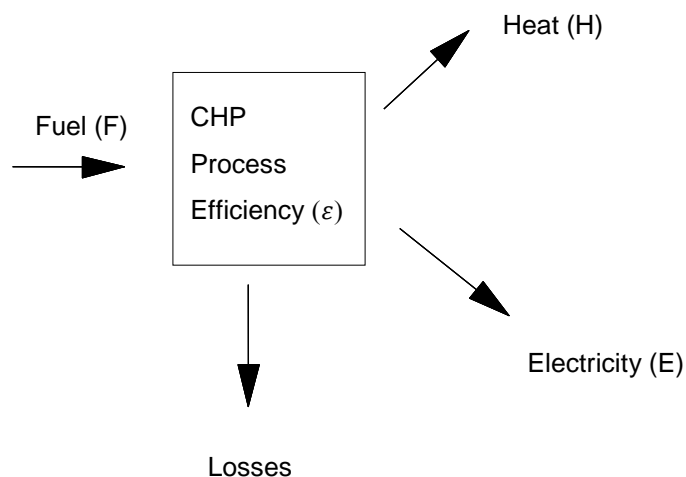 Heat (H)
Fuel (F)
CHP
Process
Efficiency (ε)
Electricity (E)
Losses